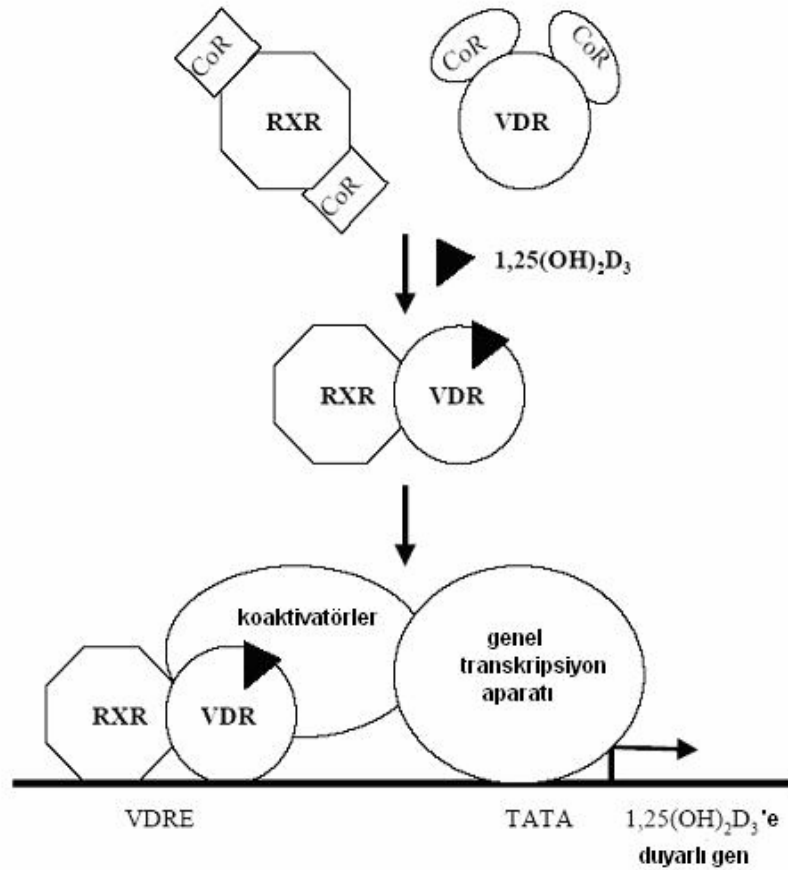 CoR
RXR
CoR
CoR
CoR
VDR
1,25(OH)₂D₃
RXR
VDR
koaktivatörler
genel
transkripsiyon
aparatı
RXR
VDR
VDRE
TATA
1,25(OH)₂D₃'e
duyarlı gen